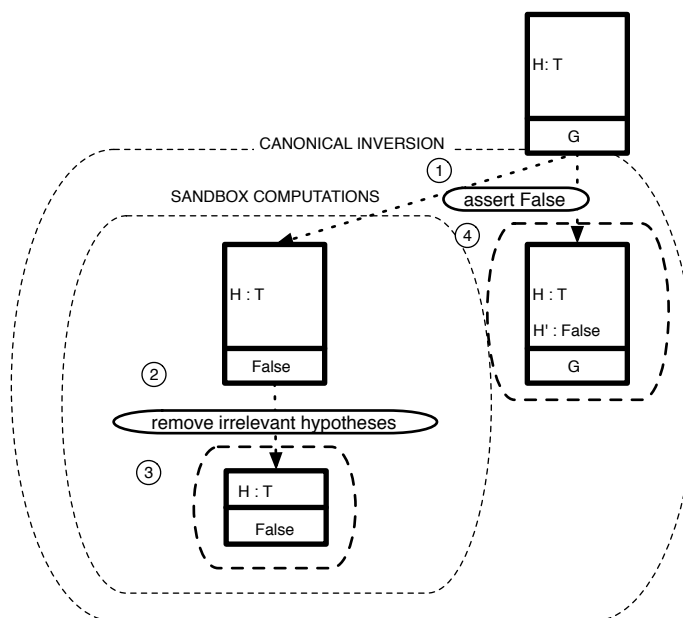 H: T
G
CANONICAL INVERSION
1
SANDBOX COMPUTATIONS
assert False
4
H : T
False
H : T
H' : False
G
2
remove irrelevant hypotheses
3
H : T
False